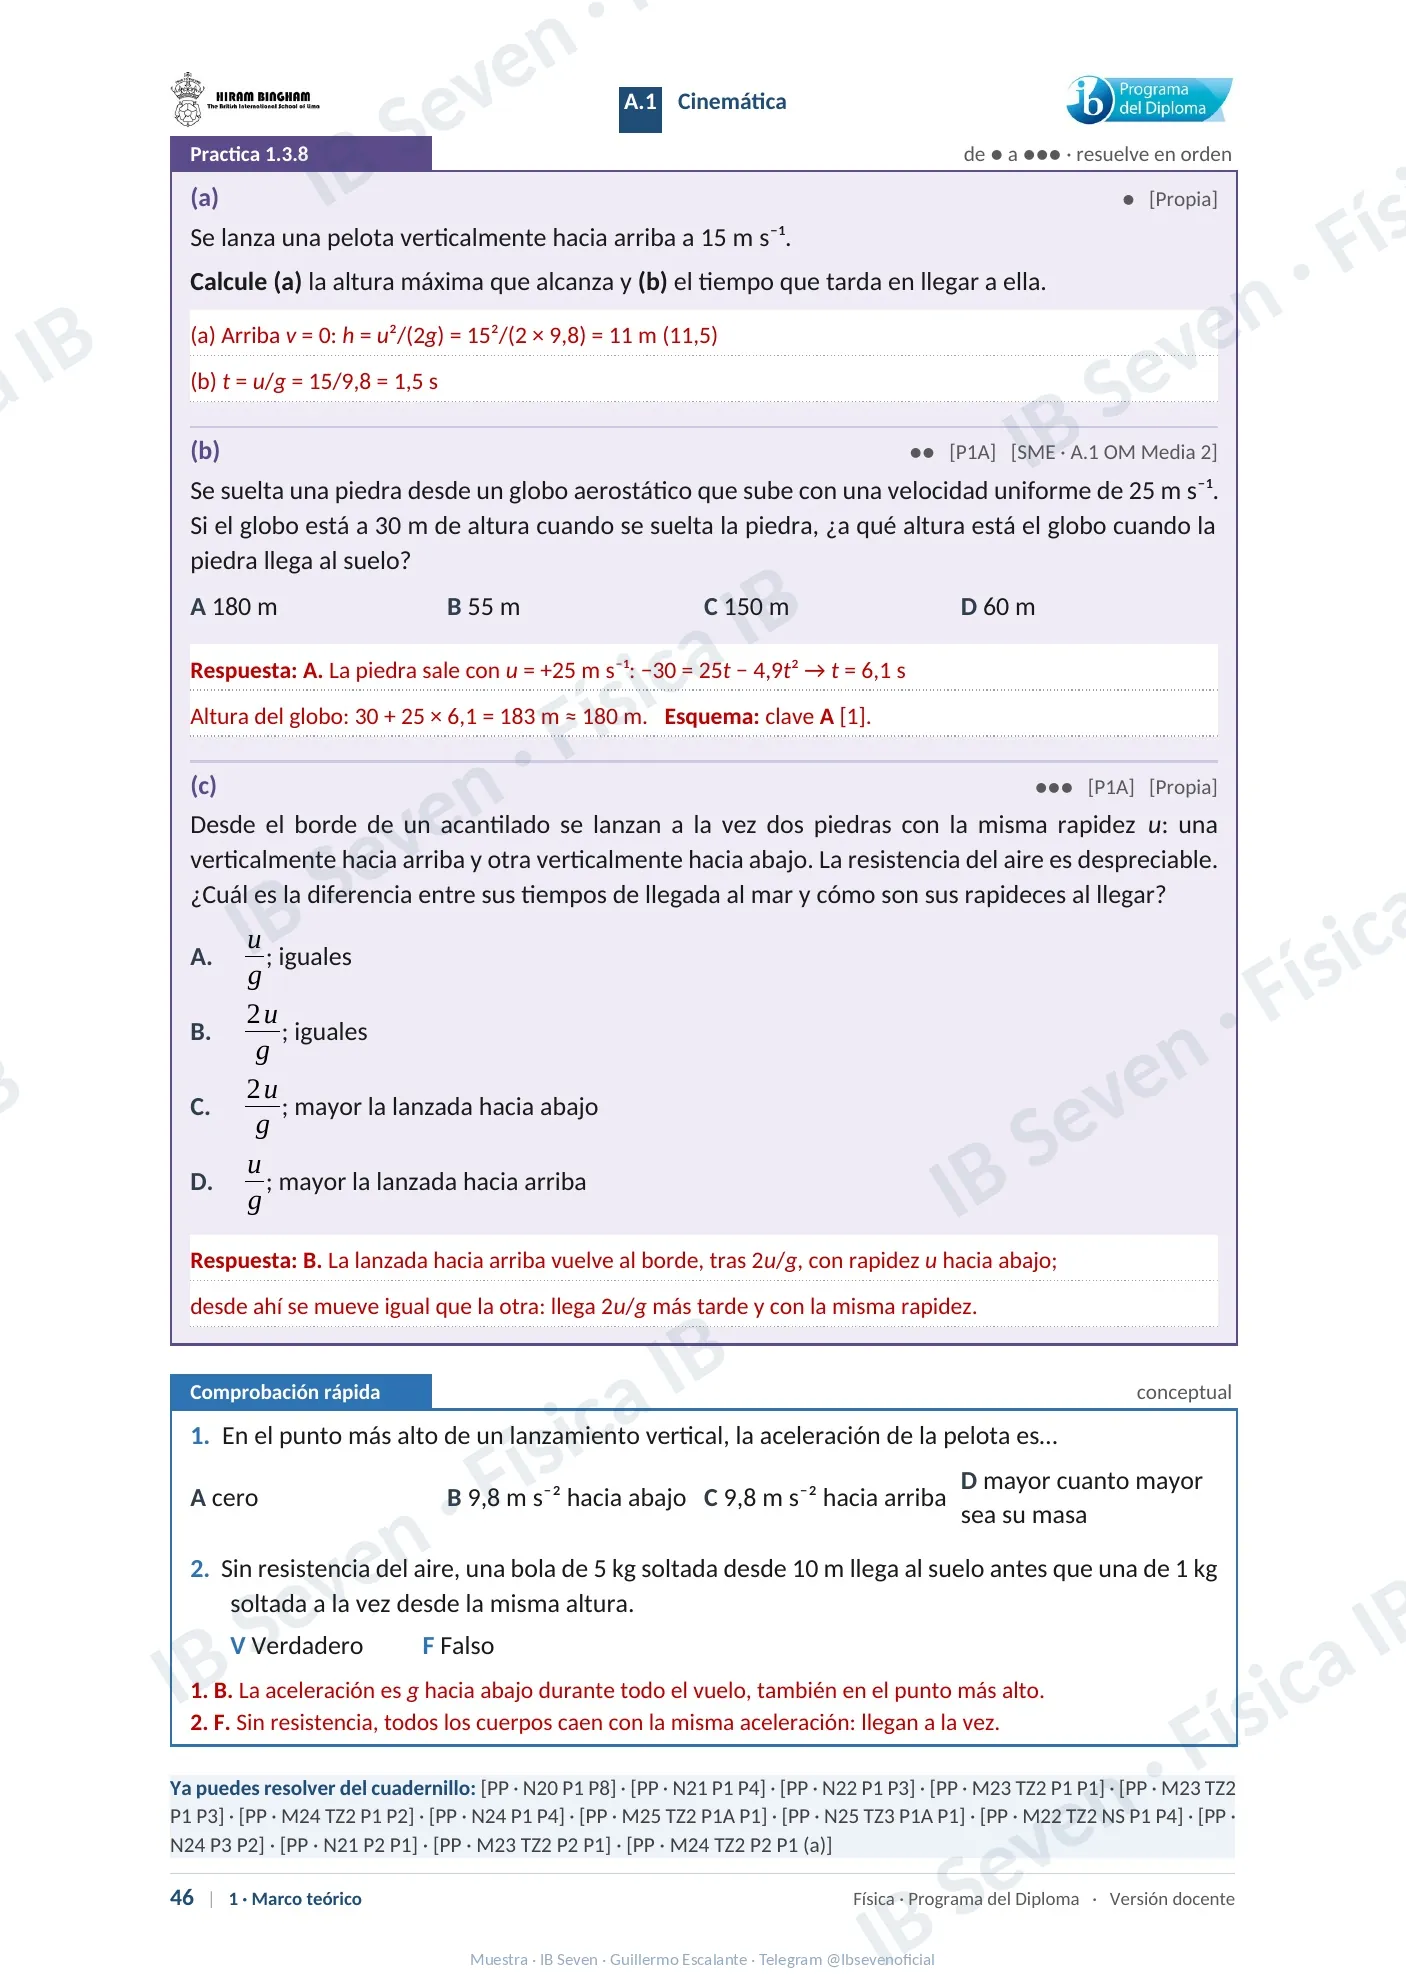 HIRAM BINGHAM
The British International School of Lima
A.1 Cinemática
Programa
del Diploma
Practica 1.3.8
de ● a ●●● · resuelve en orden
(a)
● [Propia]
Se lanza una pelota verticalmente hacia arriba a 15 m s⁻¹.
Calcule (a) la altura máxima que alcanza y (b) el tiempo que tarda en llegar a ella.
(a) Arriba v = 0: h = u²/(2g) = 15²/(2 × 9,8) = 11 m (11,5)
(b) t = u/g = 15/9,8 = 1,5 s
(b)
●● [P1A] [SME · A.1 OM Media 2]
Se suelta una piedra desde un globo aerostático que sube con una velocidad uniforme de 25 m s⁻¹.
Si el globo está a 30 m de altura cuando se suelta la piedra, ¿a qué altura está el globo cuando la
piedra llega al suelo?
A 180 m B 55 m C 150 m D 60 m
Respuesta: A. La piedra sale con u = +25 m s⁻¹: −30 = 25t − 4,9t² → t = 6,1 s
Altura del globo: 30 + 25 × 6,1 = 183 m ≈ 180 m. Esquema: clave A [1].
(c)
●●● [P1A] [Propia]
Desde el borde de un acantilado se lanzan a la vez dos piedras con la misma rapidez u: una
verticalmente hacia arriba y otra verticalmente hacia abajo. La resistencia del aire es despreciable.
¿Cuál es la diferencia entre sus tiempos de llegada al mar y cómo son sus rapideces al llegar?
A. u/g; iguales
B. 2u/g; iguales
C. 2u/g; mayor la lanzada hacia abajo
D. u/g; mayor la lanzada hacia arriba
Respuesta: B. La lanzada hacia arriba vuelve al borde, tras 2u/g, con rapidez u hacia abajo;
desde ahí se mueve igual que la otra: llega 2u/g más tarde y con la misma rapidez.
Comprobación rápida
conceptual
1. En el punto más alto de un lanzamiento vertical, la aceleración de la pelota es...
A cero B 9,8 m s⁻² hacia abajo C 9,8 m s⁻² hacia arriba D mayor cuanto mayor
sea su masa
2. Sin resistencia del aire, una bola de 5 kg soltada desde 10 m llega al suelo antes que una de 1 kg
soltada a la vez desde la misma altura.
V Verdadero F Falso
1. B. La aceleración es g hacia abajo durante todo el vuelo, también en el punto más alto.
2. F. Sin resistencia, todos los cuerpos caen con la misma aceleración: llegan a la vez.
Ya puedes resolver del cuadernillo: [PP · N20 P1 P8] · [PP · N21 P1 P4] · [PP · N22 P1 P3] · [PP · M23 TZ2 P1 P1] · [PP · M23 TZ2
P1 P3] · [PP · M24 TZ2 P1 P2] · [PP · N24 P1 P4] · [PP · M25 TZ2 P1A P1] · [PP · N25 TZ3 P1A P1] · [PP · M22 TZ2 NS P1 P4] · [PP ·
N24 P3 P2] · [PP · N21 P2 P1] · [PP · M23 TZ2 P2 P1] · [PP · M24 TZ2 P2 P1 (a)]
46 | 1 · Marco teórico
Física · Programa del Diploma · Versión docente
Muestra · IB Seven · Guillermo Escalante · Telegram @Ibsevenoficial
IB Seven · Física IB